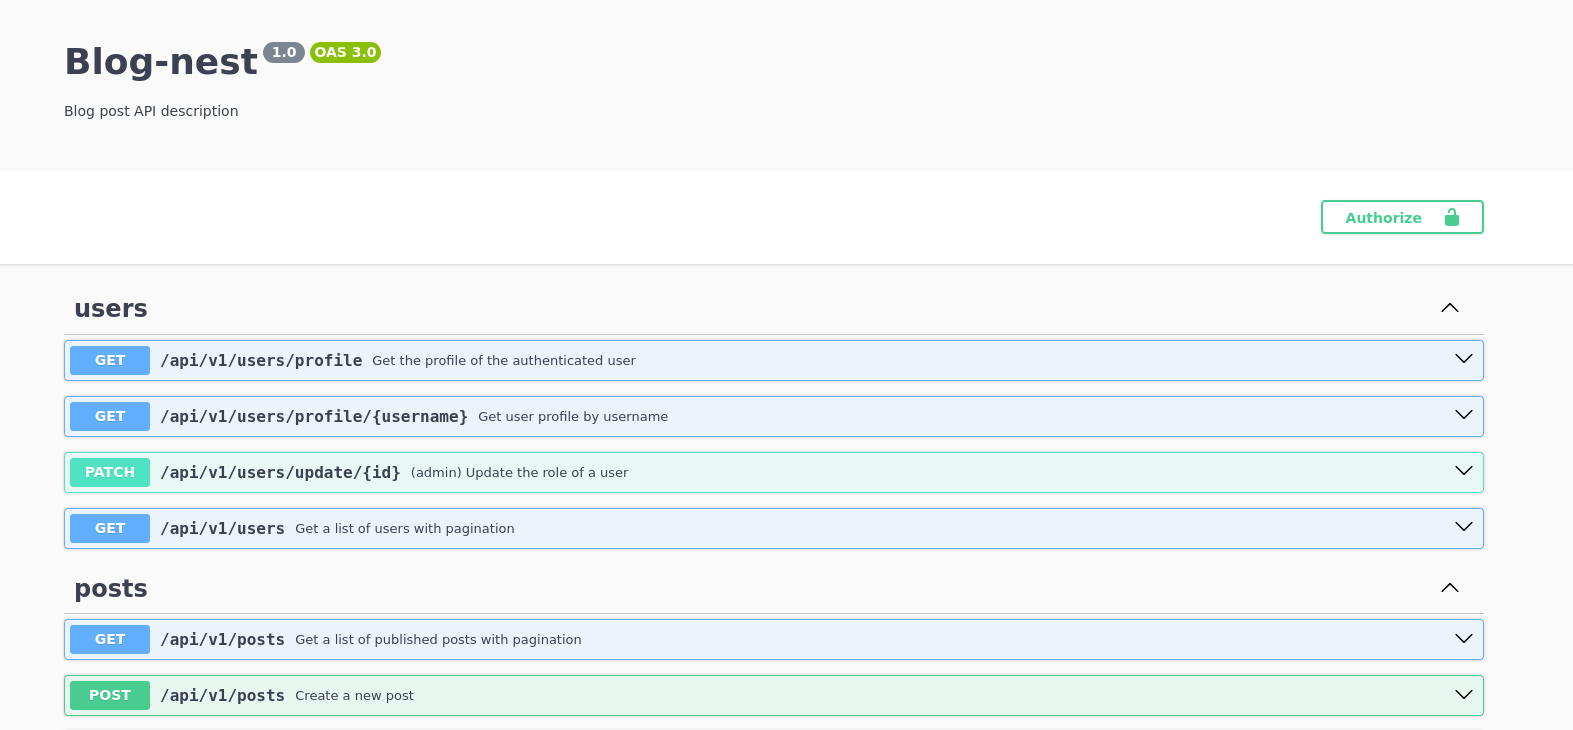 Blog-nest 1.0 OAS 3.0
Blog post API description
Authorize
users
GET /api/v1/users/profile Get the profile of the authenticated user
GET /api/v1/users/profile/{username} Get user profile by username
PATCH /api/v1/users/update/{id} (admin) Update the role of a user
GET /api/v1/users Get a list of users with pagination
posts
GET /api/v1/posts Get a list of published posts with pagination
POST /api/v1/posts Create a new post